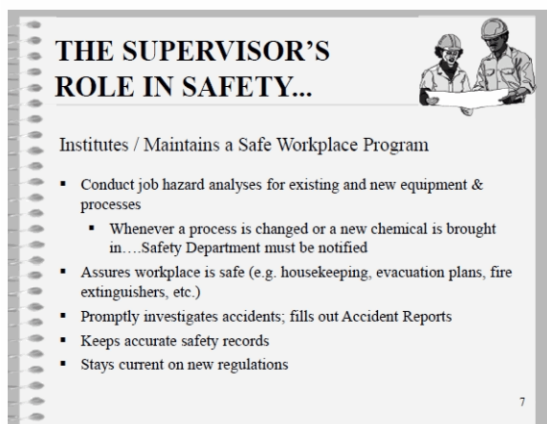 THE SUPERVISOR'S
ROLE IN SAFETY...
Institutes / Maintains a Safe Workplace Program
▪ Conduct job hazard analyses for existing and new equipment &
processes
▪ Whenever a process is changed or a new chemical is brought
in….Safety Department must be notified
▪ Assures workplace is safe (e.g. housekeeping, evacuation plans, fire
extinguishers, etc.)
▪ Promptly investigates accidents; fills out Accident Reports
▪ Keeps accurate safety records
▪ Stays current on new regulations
7